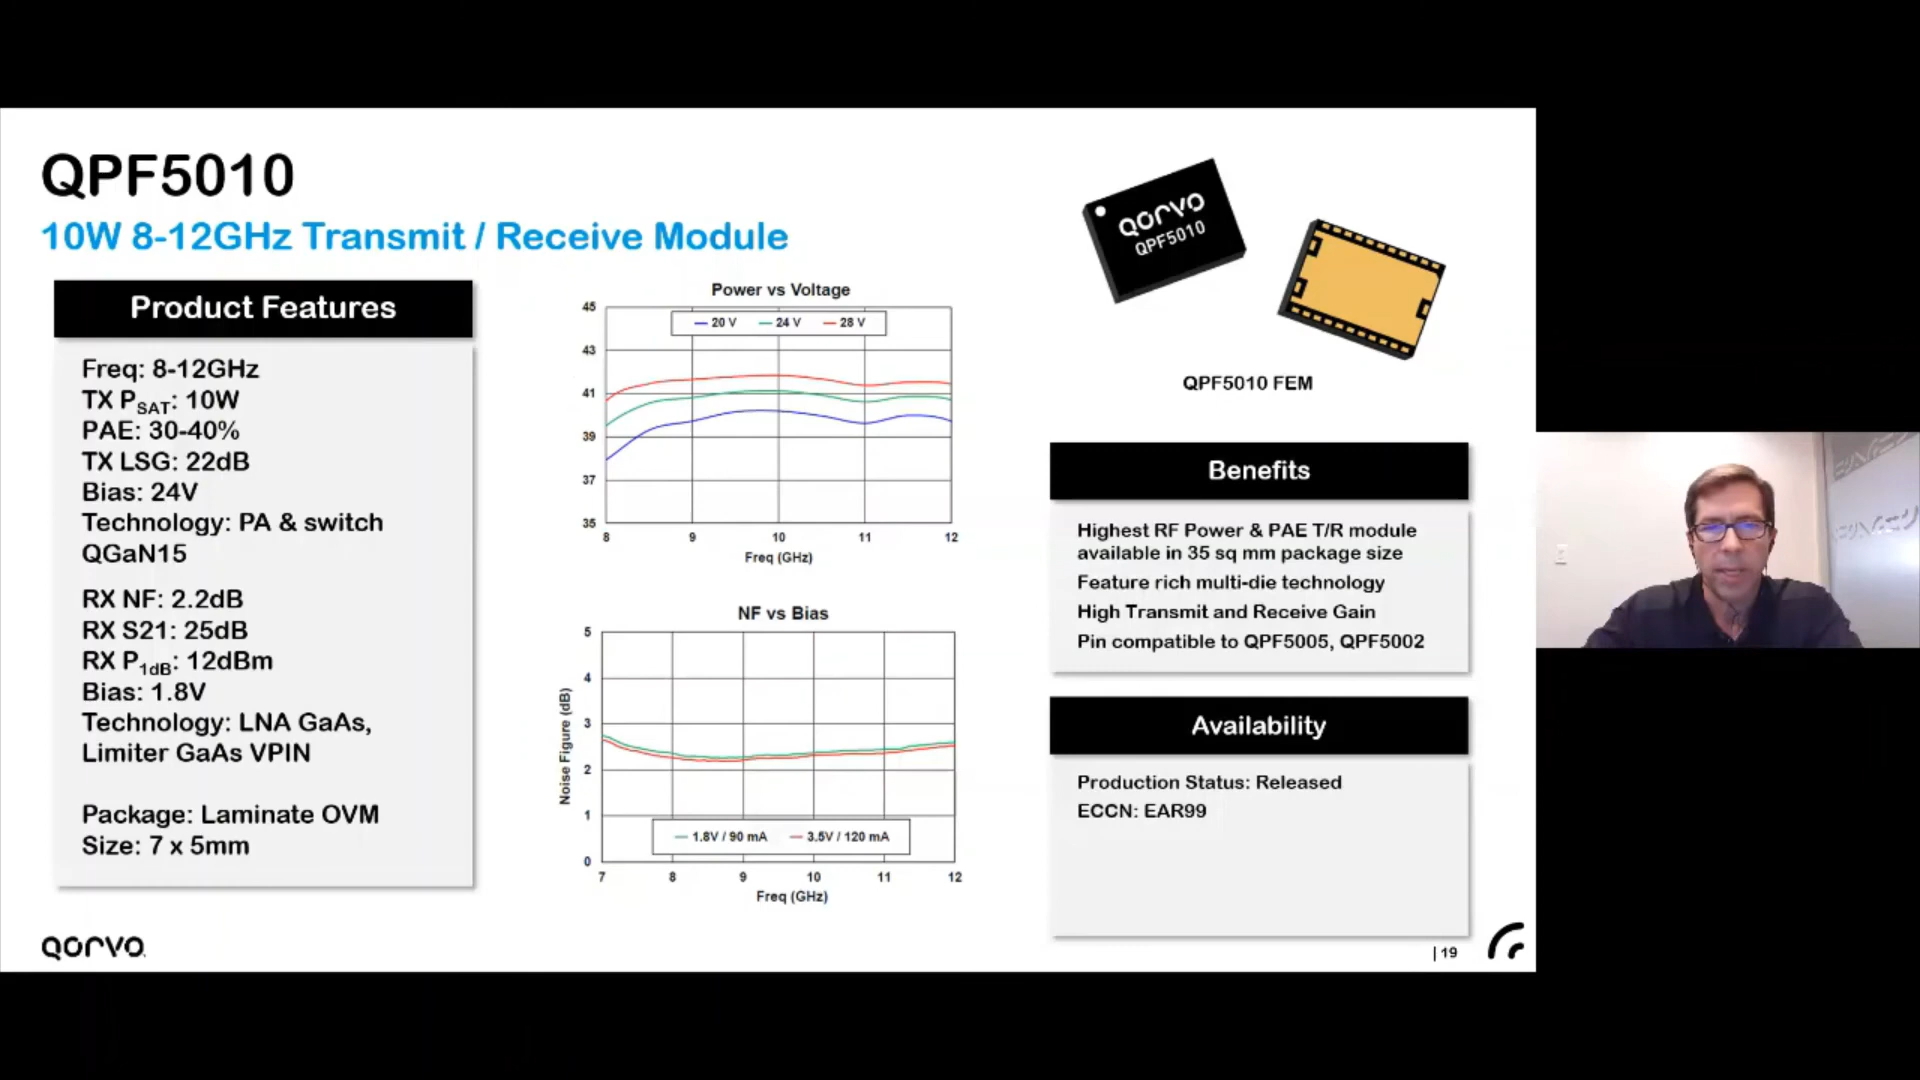 QPF5010
10W 8-12GHz Transmit / Receive Module
Product Features
Freq: 8-12GHz
TX PSAT: 10W
PAE: 30-40%
TX LSG: 22dB
Bias: 24V
Technology: PA & switch
QGaN15
RX NF: 2.2dB
RX S21: 25dB
RX P1dB: 12dBm
Bias: 1.8V
Technology: LNA GaAs,
Limiter GaAs VPIN
Package: Laminate OVM
Size: 7 x 5mm
Power vs Voltage
20 V 24 V 28 V
45
43
41
39
37
35
8 9 10 11 12
Freq (GHz)
NF vs Bias
Noise Figure (dB)
5
4
3
2
1
0
1.8V / 90 mA 3.5V / 120 mA
7 8 9 10 11 12
Freq (GHz)
QORVO
QPF5010
QPF5010 FEM
Benefits
Highest RF Power & PAE T/R module
available in 35 sq mm package size
Feature rich multi-die technology
High Transmit and Receive Gain
Pin compatible to QPF5005, QPF5002
Availability
Production Status: Released
ECCN: EAR99
QORVO
| 19